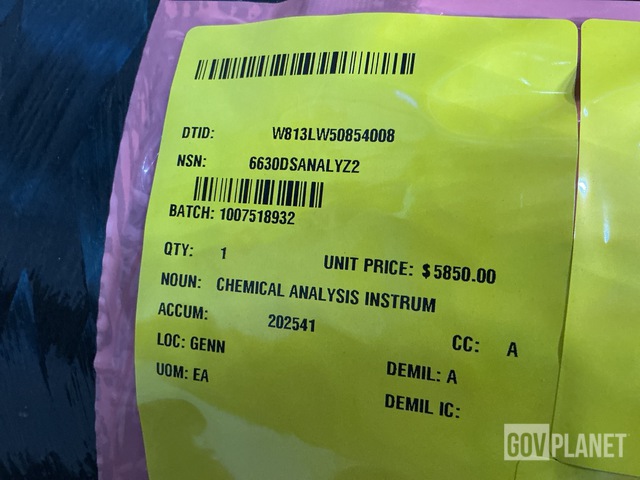 DTID: W813LW50854008
NSN: 6630DSANALYZ2
BATCH: 1007518932
QTY: 1 UNIT PRICE: $5850.00
NOUN: CHEMICAL ANALYSIS INSTRUM
ACCUM: 202541
CC: A
LOC: GENN
DEMIL: A
UOM: EA
DEMIL IC:
GOVPLANET